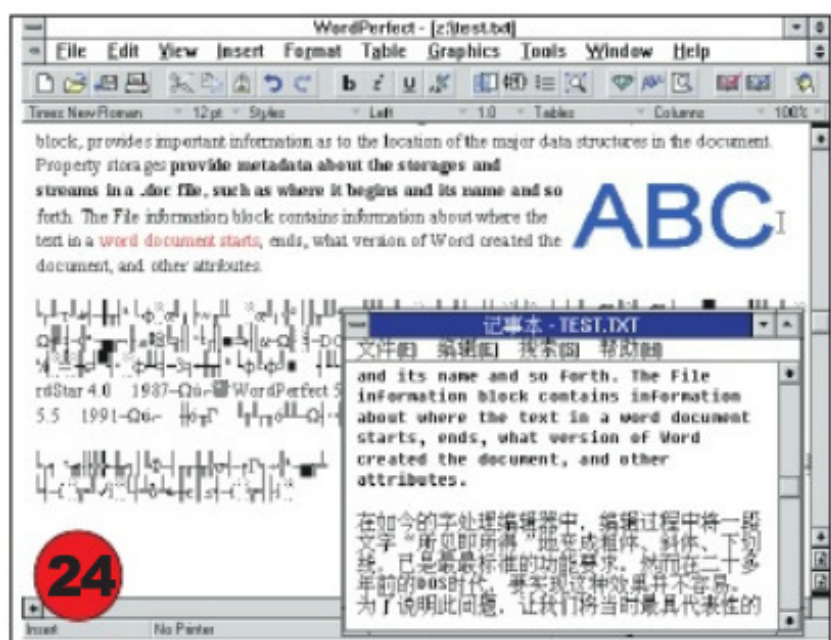 WordPerfect - [z:\test.txt]
File Edit View Insert Format Table Graphics Tools Window Help
b i u
Times New Roman 12 pt Styles Left 1.0 Tables Columns 100%
block, provides important information as to the location of the major data structures in the document.
Property storages provide metadata about the storages and
streams in a .doc file, such as where it begins and its name and so
forth. The File information block contains information about where the
text in a word document starts, ends, what version of Word created the
document, and other attributes.
ABC
rdStar 4.0 1987
WordPerfect 5
5.5 1991
记事本 - TEST.TXT
文件(F) 编辑(E) 搜索(S) 帮助(H)
and its name and so forth. The File
information block contains information
about where the text in a word document
starts, ends, what version of Word
created the document, and other
attributes.
在如今的字处理编辑器中，编辑过程中将一段
文字“所见即所得”地变成粗体、斜体、下划
线，已是最最标准的功能要求。然而在二十多
年前的DOS时代，要实现这种效果并不容易。
为了说明此问题，让我们将当时最具代表性的
24
Insert No Printer